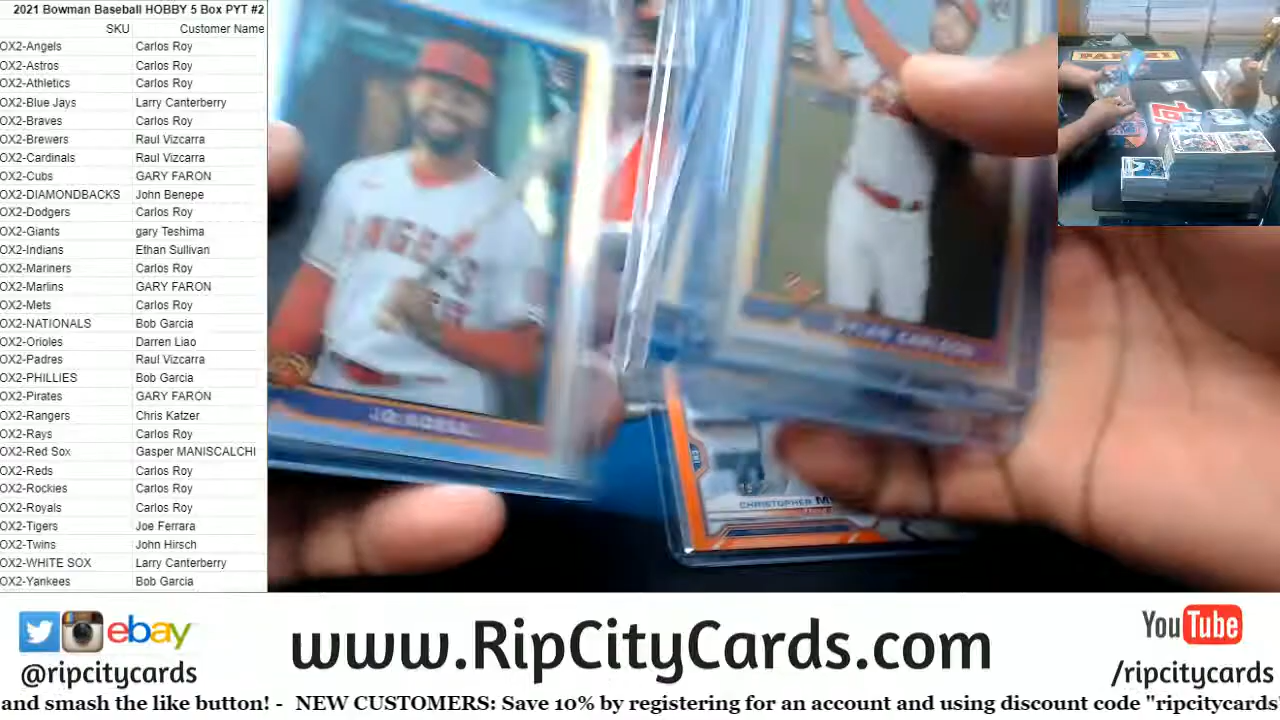 2021 Bowman Baseball HOBBY 5 Box PYT #2
SKU Customer Name
OX2-Angels Carlos Roy
OX2-Astros Carlos Roy
OX2-Athletics Carlos Roy
OX2-Blue Jays Larry Canterberry
OX2-Braves Carlos Roy
OX2-Brewers Raul Vizcarra
OX2-Cardinals Raul Vizcarra
OX2-Cubs GARY FARON
OX2-DIAMONDBACKS John Benepe
OX2-Dodgers Carlos Roy
OX2-Giants gary Teshima
OX2-Indians Ethan Sullivan
OX2-Mariners Carlos Roy
OX2-Marlins GARY FARON
OX2-Mets Carlos Roy
OX2-NATIONALS Bob Garcia
OX2-Orioles Darren Liao
OX2-Padres Raul Vizcarra
OX2-PHILLIES Bob Garcia
OX2-Pirates GARY FARON
OX2-Rangers Chris Katzer
OX2-Rays Carlos Roy
OX2-Red Sox Gasper MANISCALCHI
OX2-Reds Carlos Roy
OX2-Rockies Carlos Roy
OX2-Royals Carlos Roy
OX2-Tigers Joe Ferrara
OX2-Twins John Hirsch
OX2-WHITE SOX Larry Canterberry
OX2-Yankees Bob Garcia
ANGELS
JO ADELL
DYLAN CARLSON
CHRISTOPHER
PANINI
ebay
@ripcitycards
www.RipCityCards.com
YouTube
/ripcitycards
and smash the like button! - NEW CUSTOMERS: Save 10% by registering for an account and using discount code "ripcitycards